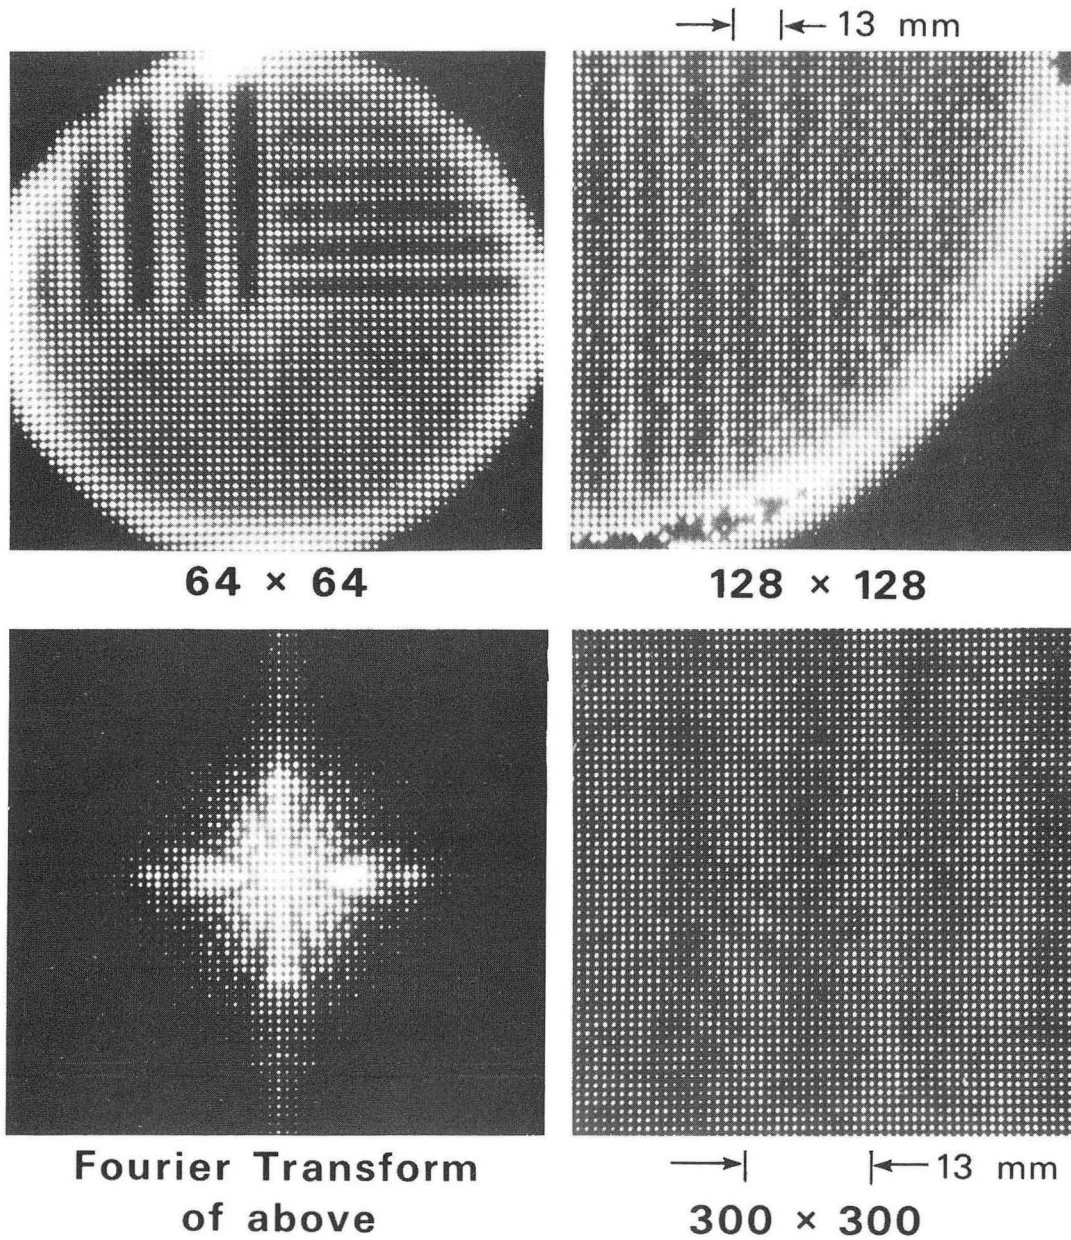 13 mm
64 × 64
128 × 128
Fourier Transform
of above
13 mm
300 × 300